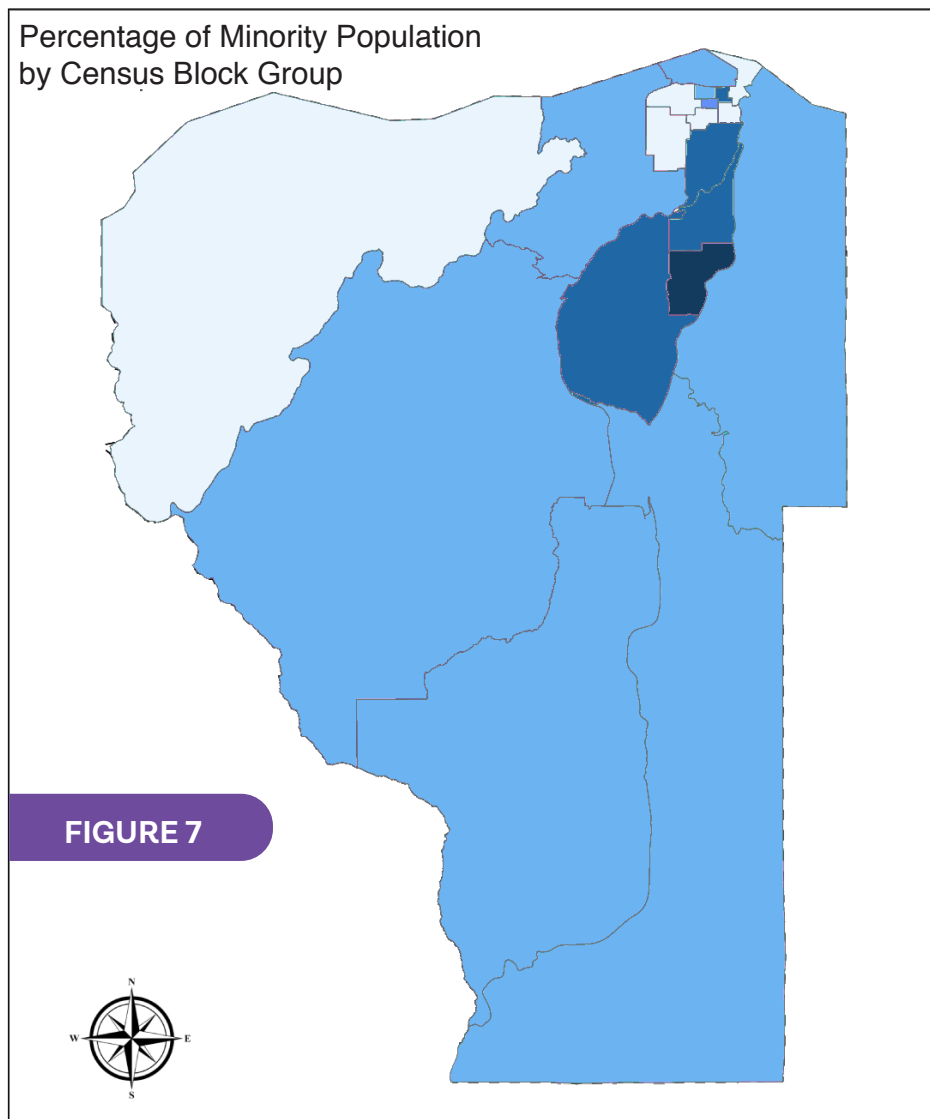 Percentage of Minority Population
by Census Block Group
FIGURE 7
N
W E
S